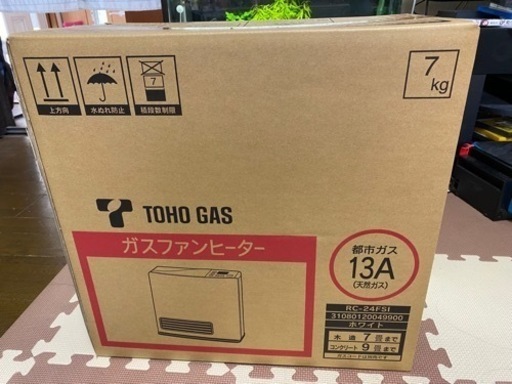 7
kg
上方向
水ぬれ防止
7
積段数制限
TOHO GAS
ガスファンヒーター
都市ガス
13A
(天然ガス)
RC-24FSI
31080120049900
ホワイト
木造 7畳まで
コンクリート 9畳まで